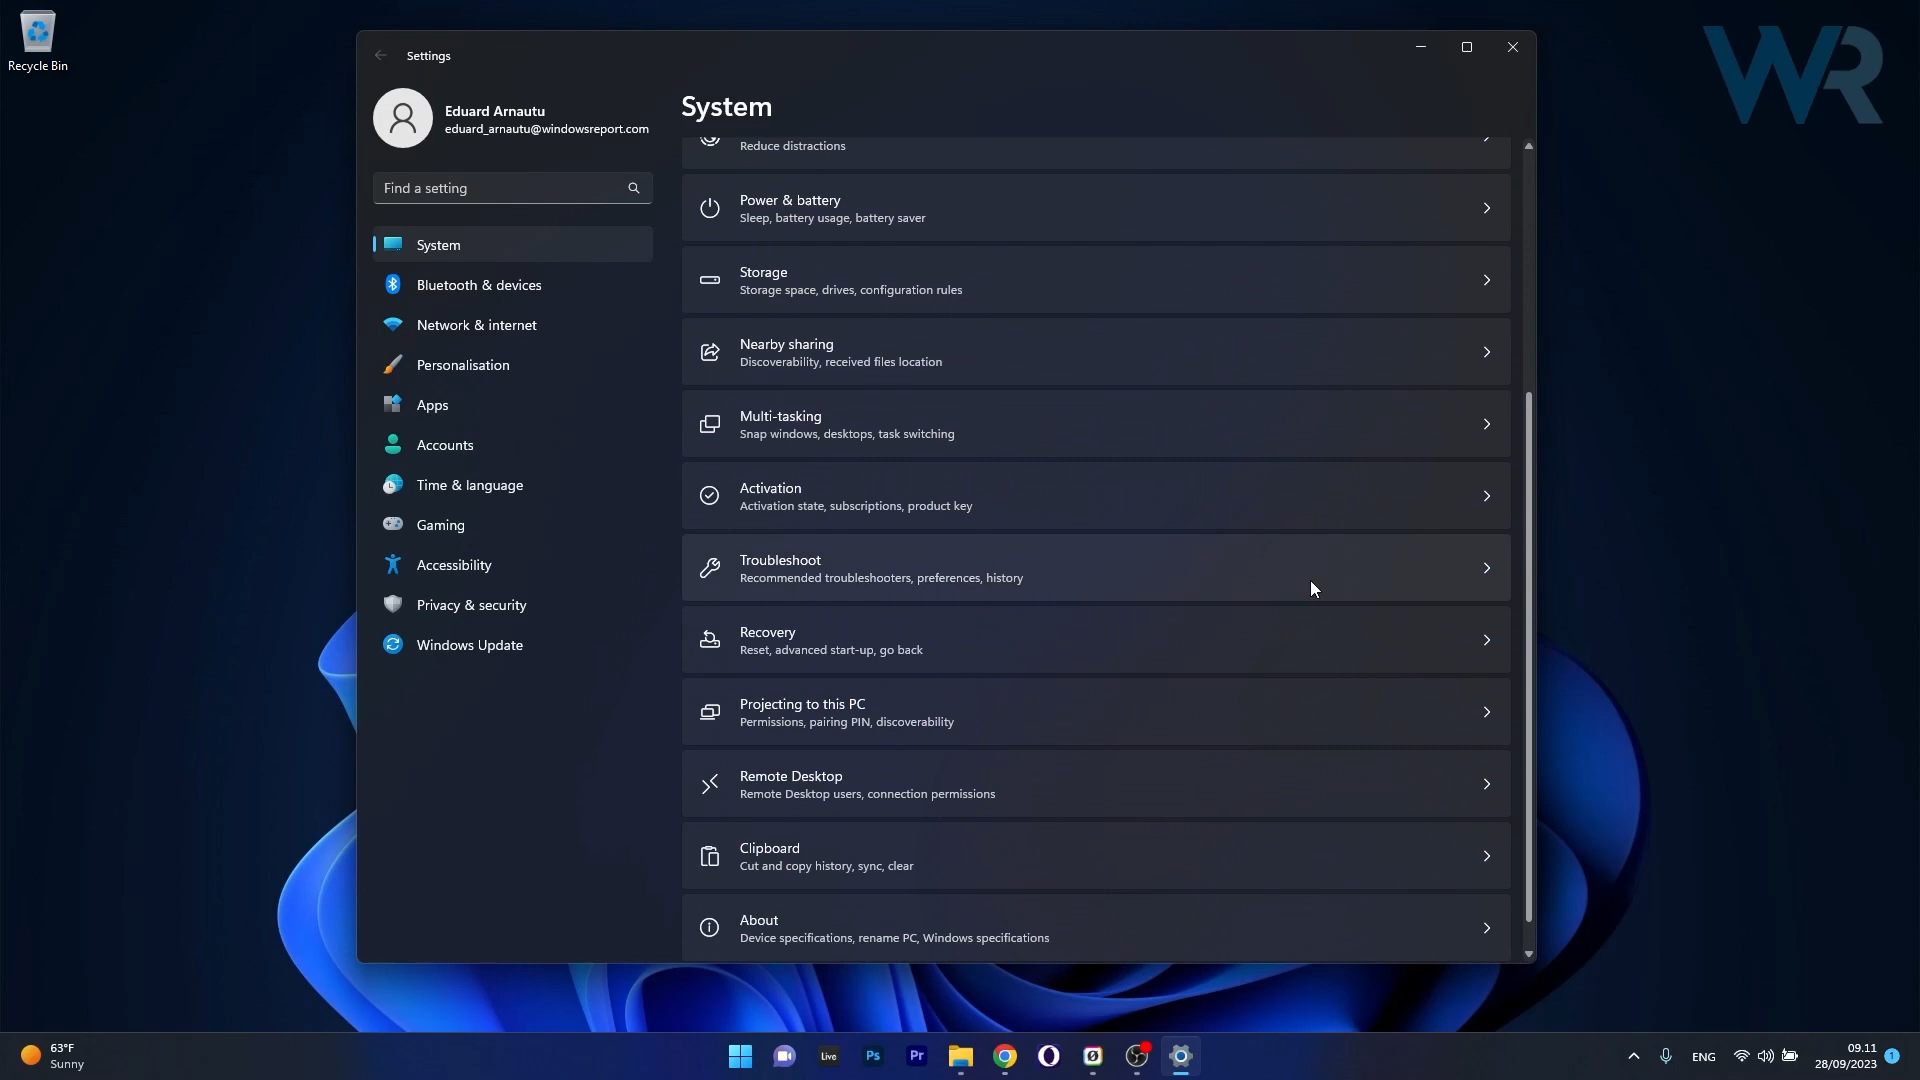 Recycle Bin
WR
Settings
Eduard Arnautu
eduard_arnautu@windowsreport.com
Find a setting
System
Bluetooth & devices
Network & internet
Personalisation
Apps
Accounts
Time & language
Gaming
Accessibility
Privacy & security
Windows Update
System
Reduce distractions
Power & battery
Sleep, battery usage, battery saver
Storage
Storage space, drives, configuration rules
Nearby sharing
Discoverability, received files location
Multi-tasking
Snap windows, desktops, task switching
Activation
Activation state, subscriptions, product key
Troubleshoot
Recommended troubleshooters, preferences, history
Recovery
Reset, advanced start-up, go back
Projecting to this PC
Permissions, pairing PIN, discoverability
Remote Desktop
Remote Desktop users, connection permissions
Clipboard
Cut and copy history, sync, clear
About
Device specifications, rename PC, Windows specifications
63°F
Sunny
Live
Ps
Pr
ENG
09.11
28/09/2023
1